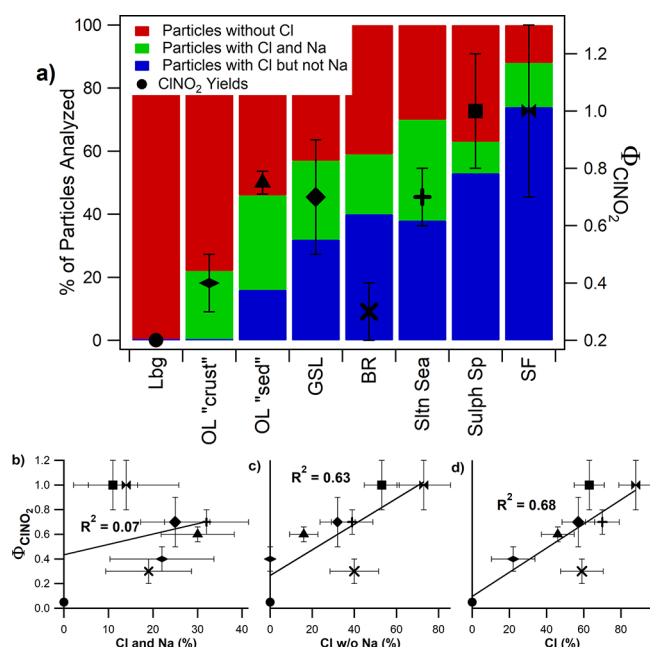 100
80
60
40
20
0
% of Particles Analyzed
a)
Particles without Cl
Particles with Cl and Na
Particles with Cl but not Na
ClNO₂ Yields
1.2
1.0
0.8
0.6
0.4
0.2
Φ ClNO₂
Lbg
OL "crust"
OL "sed"
GSL
BR
Sltn Sea
Sulph Sp
SF
b)
1.2
1.0
0.8
0.6
0.4
0.2
0.0
Φ ClNO₂
R² = 0.07
0 10 20 30 40
Cl and Na (%)
c)
R² = 0.63
0 20 40 60 80
Cl w/o Na (%)
d)
R² = 0.68
0 20 40 60 80
Cl (%)